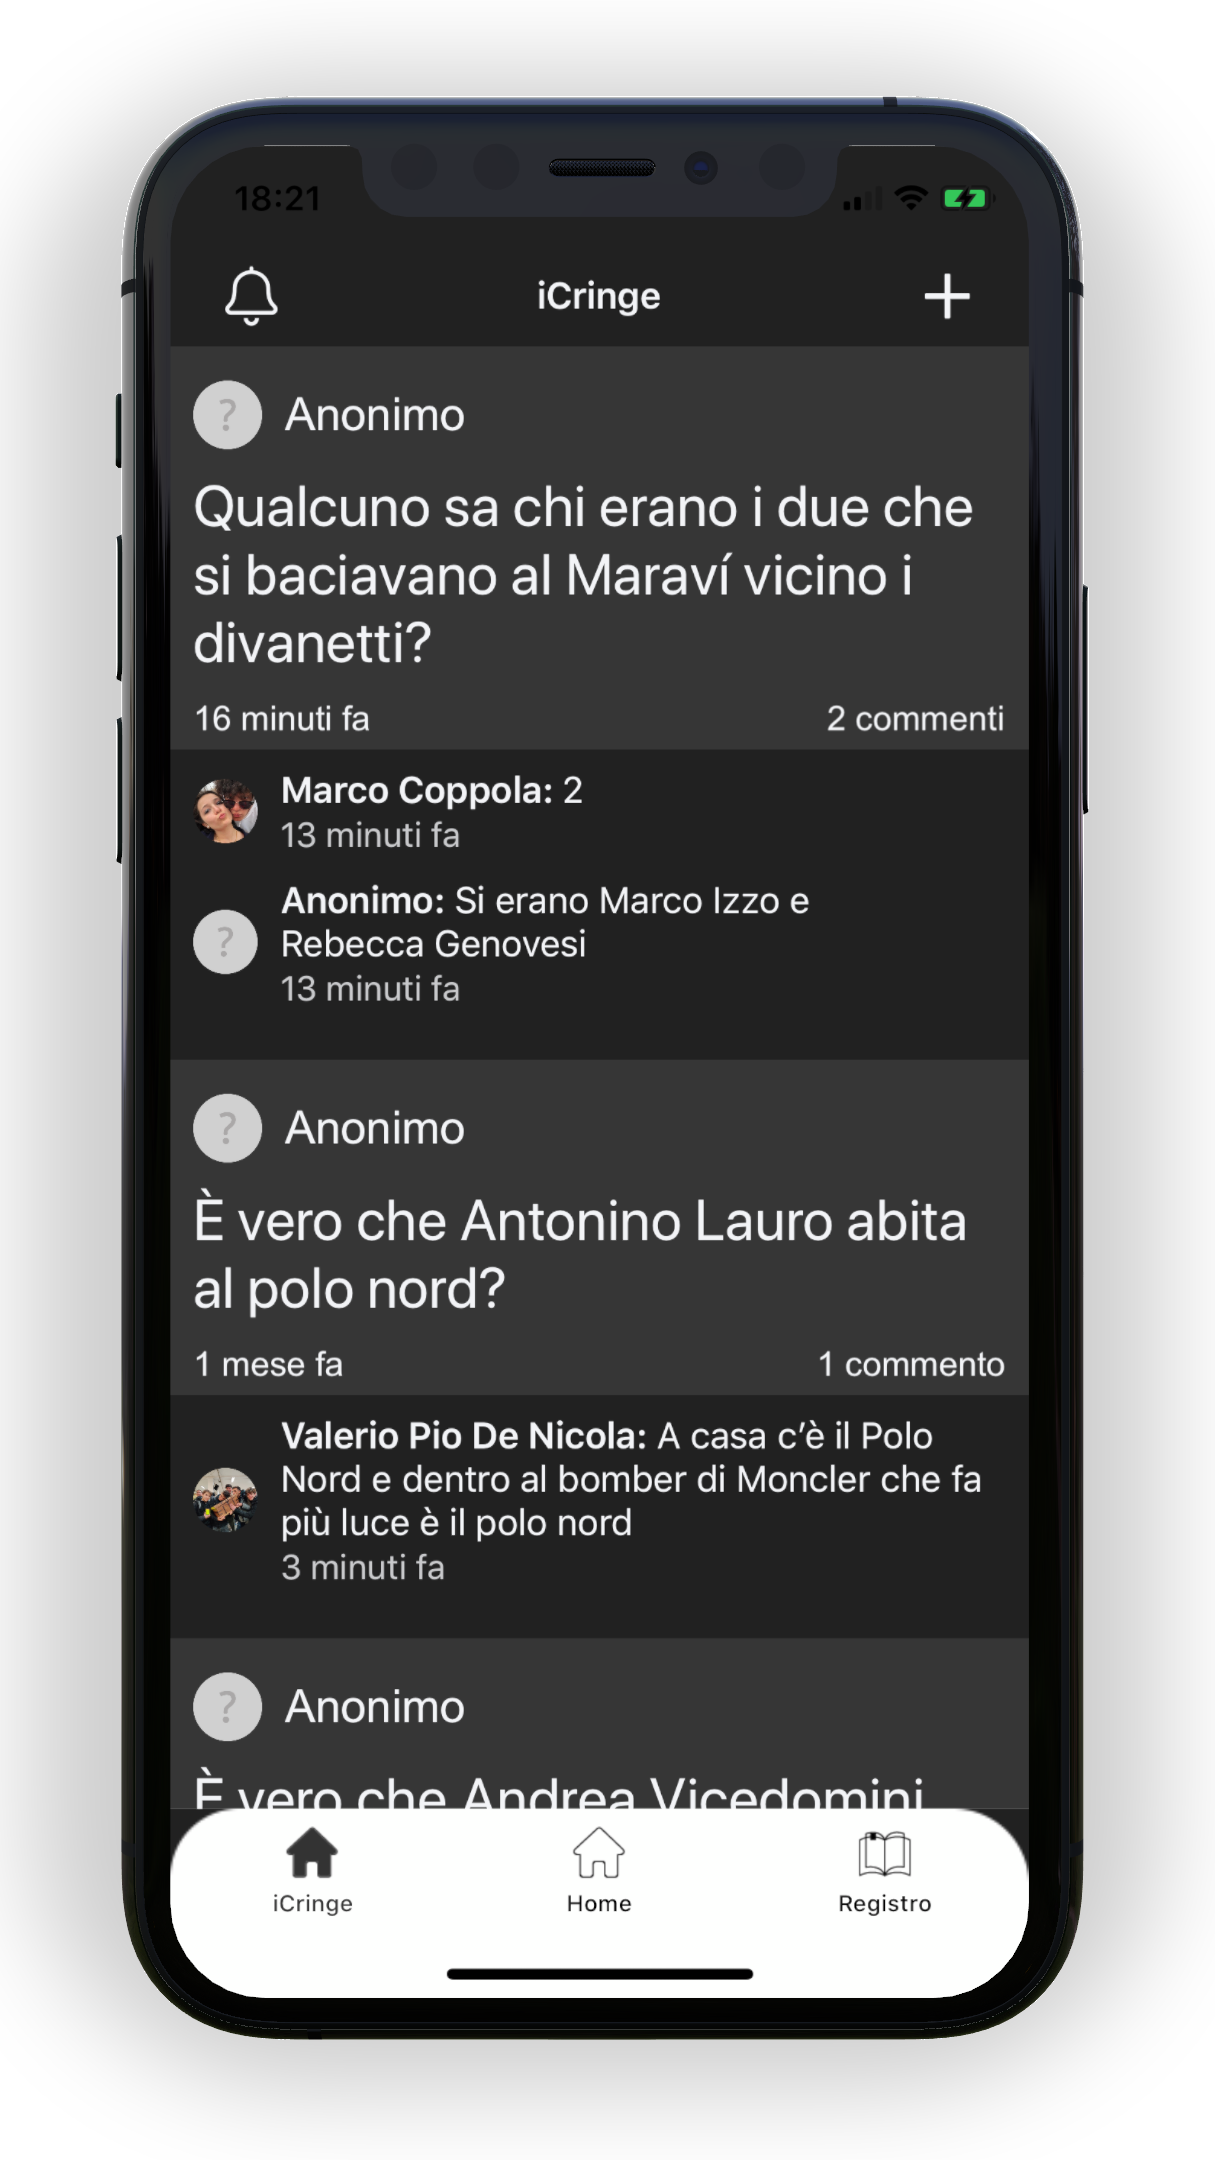 18:21
iCringe
? Anonimo
Qualcuno sa chi erano i due che
si baciavano al Maraví vicino i
divanetti?
16 minuti fa 2 commenti
Marco Coppola: 2
13 minuti fa
Anonimo: Si erano Marco Izzo e
? Rebecca Genovesi
13 minuti fa
? Anonimo
È vero che Antonino Lauro abita
al polo nord?
1 mese fa 1 commento
Valerio Pio De Nicola: A casa c’è il Polo
Nord e dentro al bomber di Moncler che fa
più luce è il polo nord
3 minuti fa
? Anonimo
È vero che Andrea Vicedomini
iCringe Home Registro